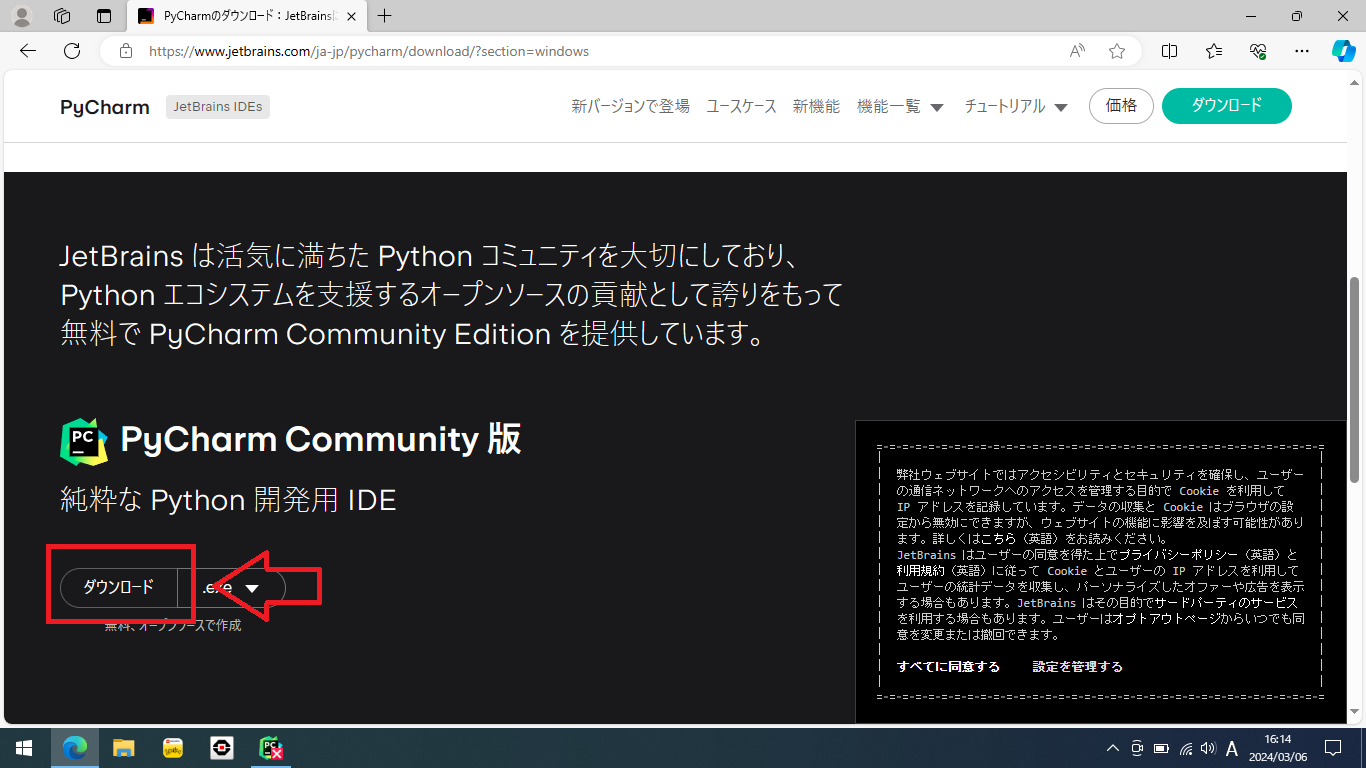 PyCharmのダウンロード：JetBrainsに
https://www.jetbrains.com/ja-jp/pycharm/download/?section=windows
PyCharm JetBrains IDEs 新バージョンで登場 ユースケース 新機能 機能一覧 チュートリアル 価格 ダウンロード
JetBrains は活気に満ちた Python コミュニティを大切にしており、
Python エコシステムを支援するオープンソースの貢献として誇りをもって
無料で PyCharm Community Edition を提供しています。
PC PyCharm Community 版
純粋な Python 開発用 IDE
ダウンロード .exe
無料、オープンソースで作成
弊社ウェブサイトではアクセシビリティとセキュリティを確保し、ユーザー
の通信ネットワークへのアクセスを管理する目的で Cookie を利用して
IP アドレスを記録しています。データの収集と Cookie はブラウザの設
定から無効にできますが、ウェブサイトの機能に影響を及ぼす可能性があり
ます。詳しくはこちら（英語）をお読みください。
JetBrains はユーザーの同意を得た上でプライバシーポリシー（英語）と
利用規約（英語）に従って Cookie とユーザーの IP アドレスを利用して
ユーザーの統計データを収集し、パーソナライズしたオファーや広告を表示
する場合もあります。JetBrains はその目的でサードパーティのサービス
を利用する場合もあります。ユーザーはオプトアウトページからいつでも同
意を変更または撤回できます。
すべてに同意する 設定を管理する
PC A 16:14
2024/03/06